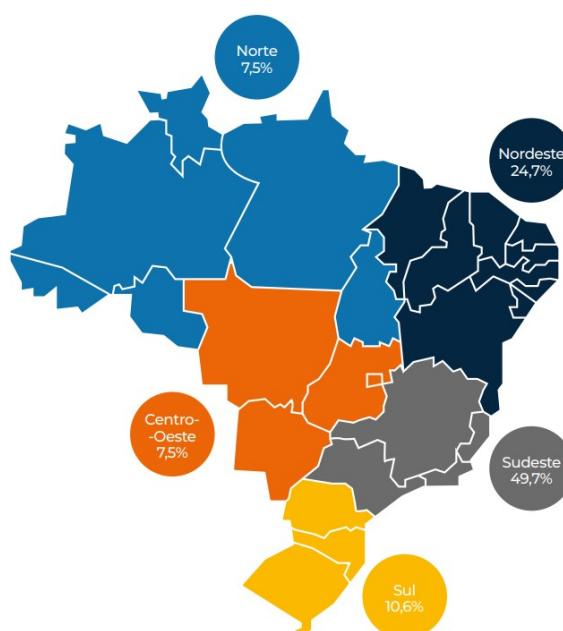 Norte
7,5%
Nordeste
24,7%
Centro-
-Oeste
7,5%
Sudeste
49,7%
Sul
10,6%